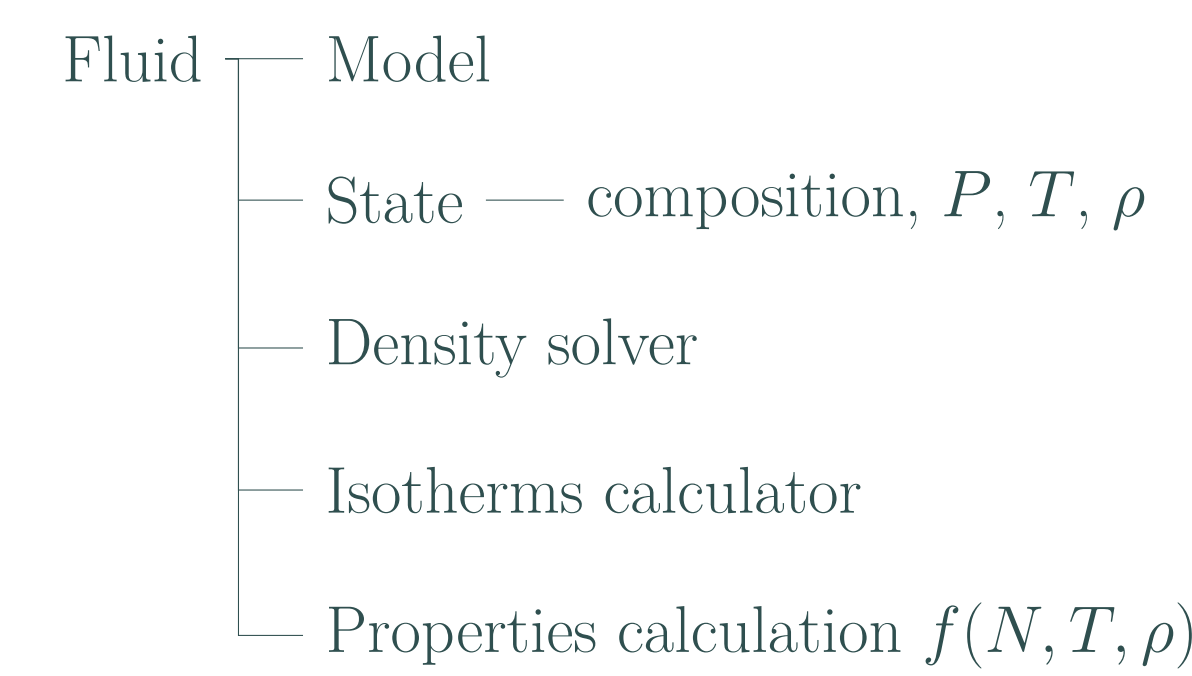 Fluid Model
State composition, P, T, ρ
Density solver
Isotherms calculator
Properties calculation f(N, T, ρ)